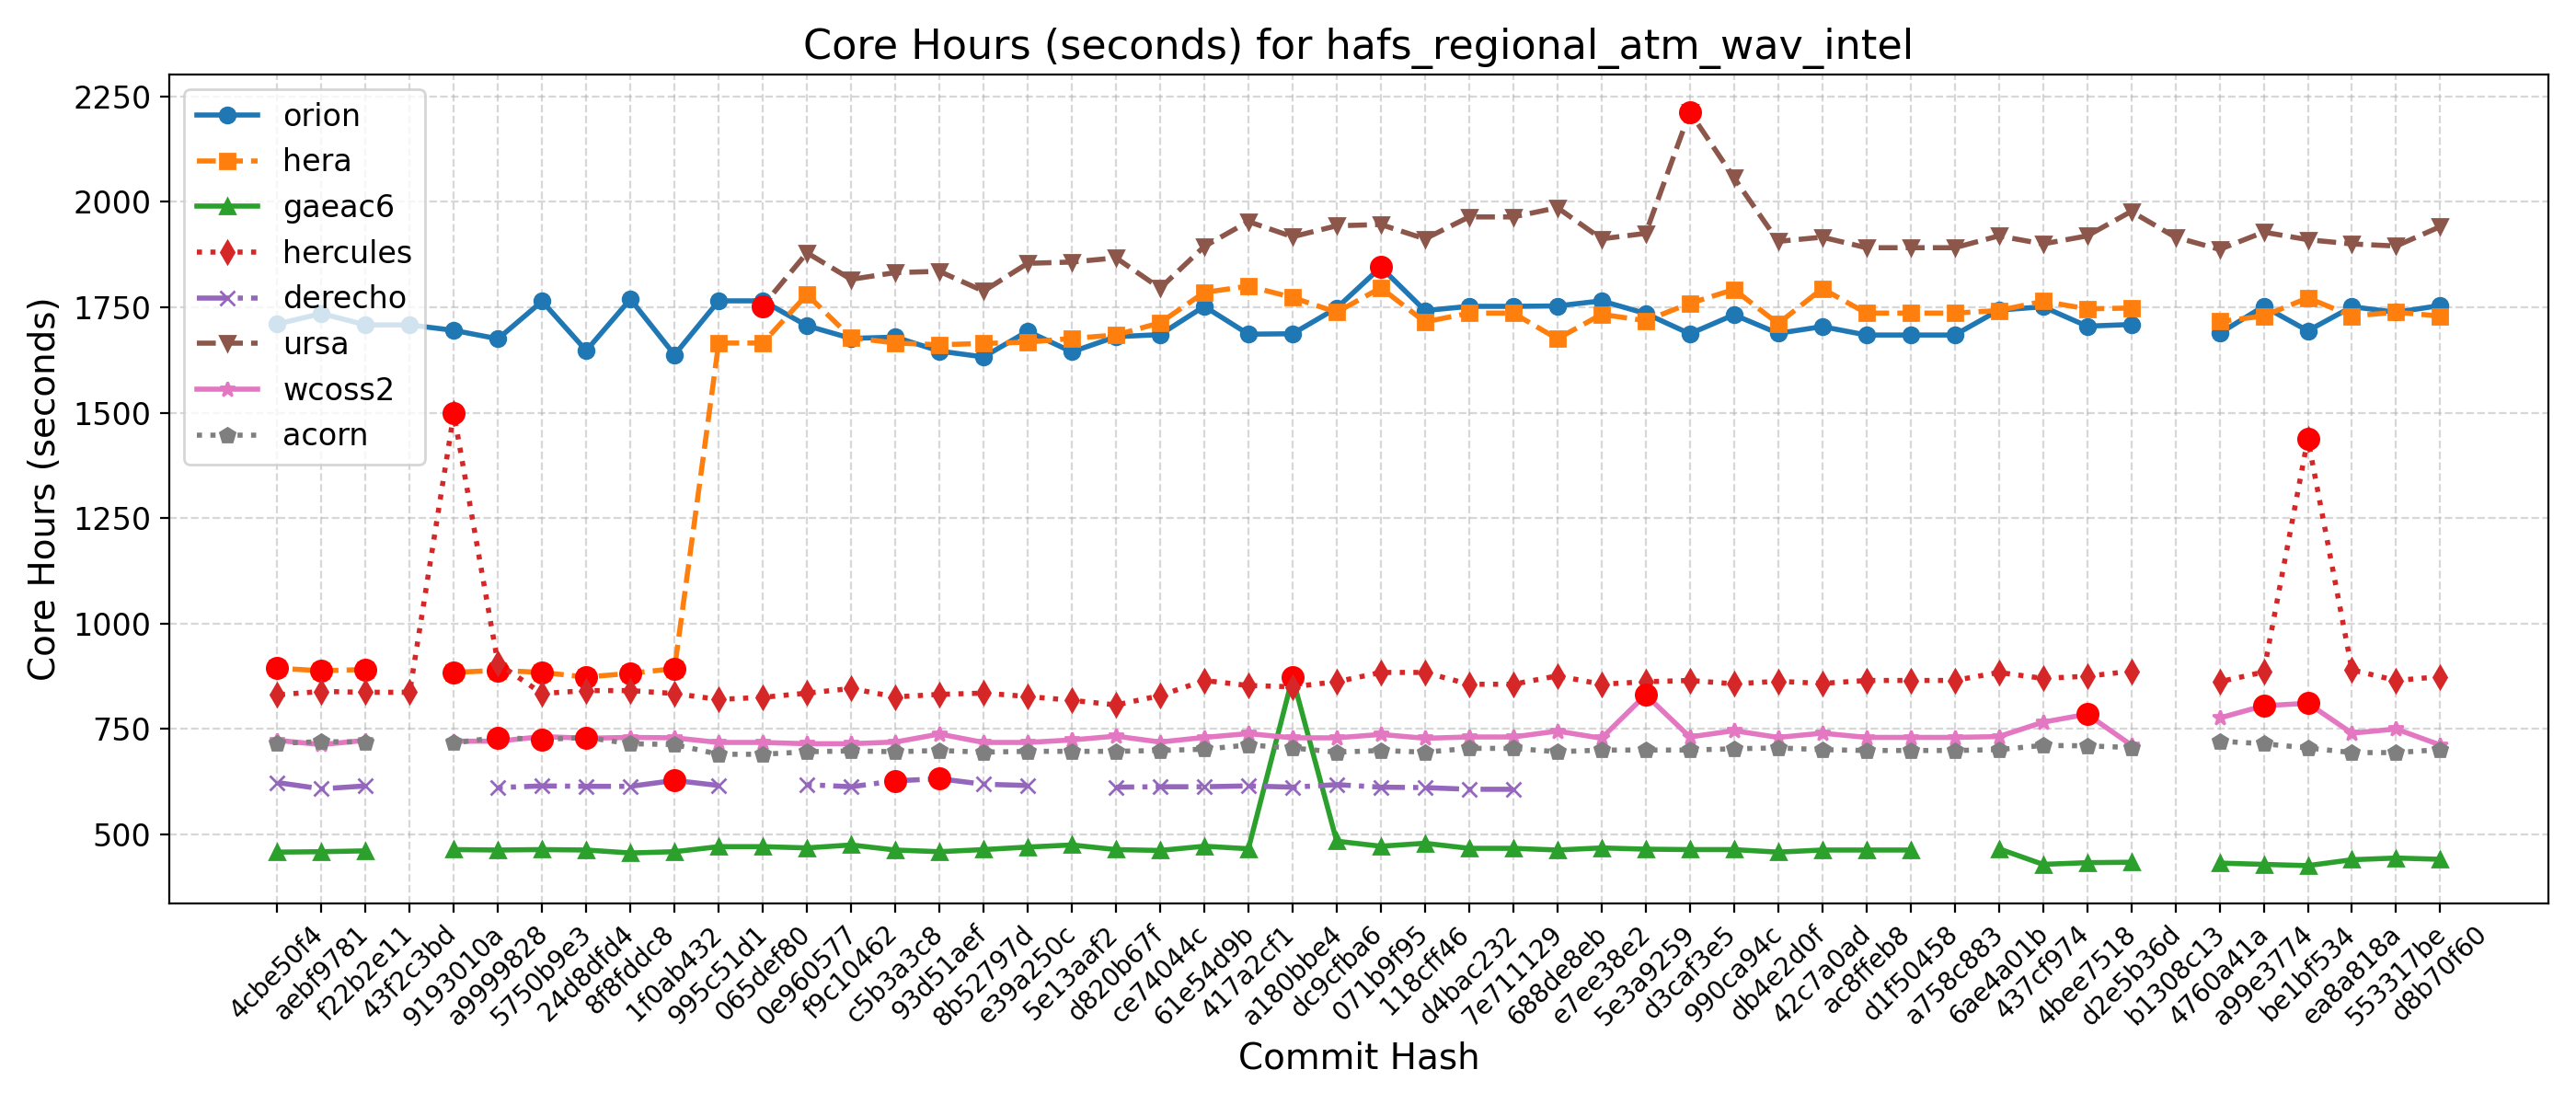 Core Hours (seconds) for hafs_regional_atm_wav_intel
Core Hours (seconds)
2250
2000
1750
1500
1250
1000
750
500
orion
hera
gaeac6
hercules
derecho
ursa
wcoss2
acorn
4cbe50f4
aebf9781
f22b2e11
43f2c3bd
9193010a
a9999828
5750b9e3
24d8dfd4
8f8fddc8
1f0ab432
995c51d1
065def80
0e960577
f9c10462
c5b3a3c8
93d51aef
8b52797d
e39a250c
5e13aaf2
d820b67f
ce74044c
61e54d9b
417a2cf1
a180bbe4
dc9cfba6
071b9f95
118cff46
d4bac232
7e711129
688de8eb
e7ee38e2
5e3a9259
d3caf3e5
990ca94c
db4e2d0f
42c7a0ad
ac8ffeb8
d1f50458
a758c883
6ae4a01b
437cf974
4bee7518
d2e5b36d
b1308c13
4760a41a
a99e3774
be1bf534
ea8a818a
553317be
d8b70f60
Commit Hash